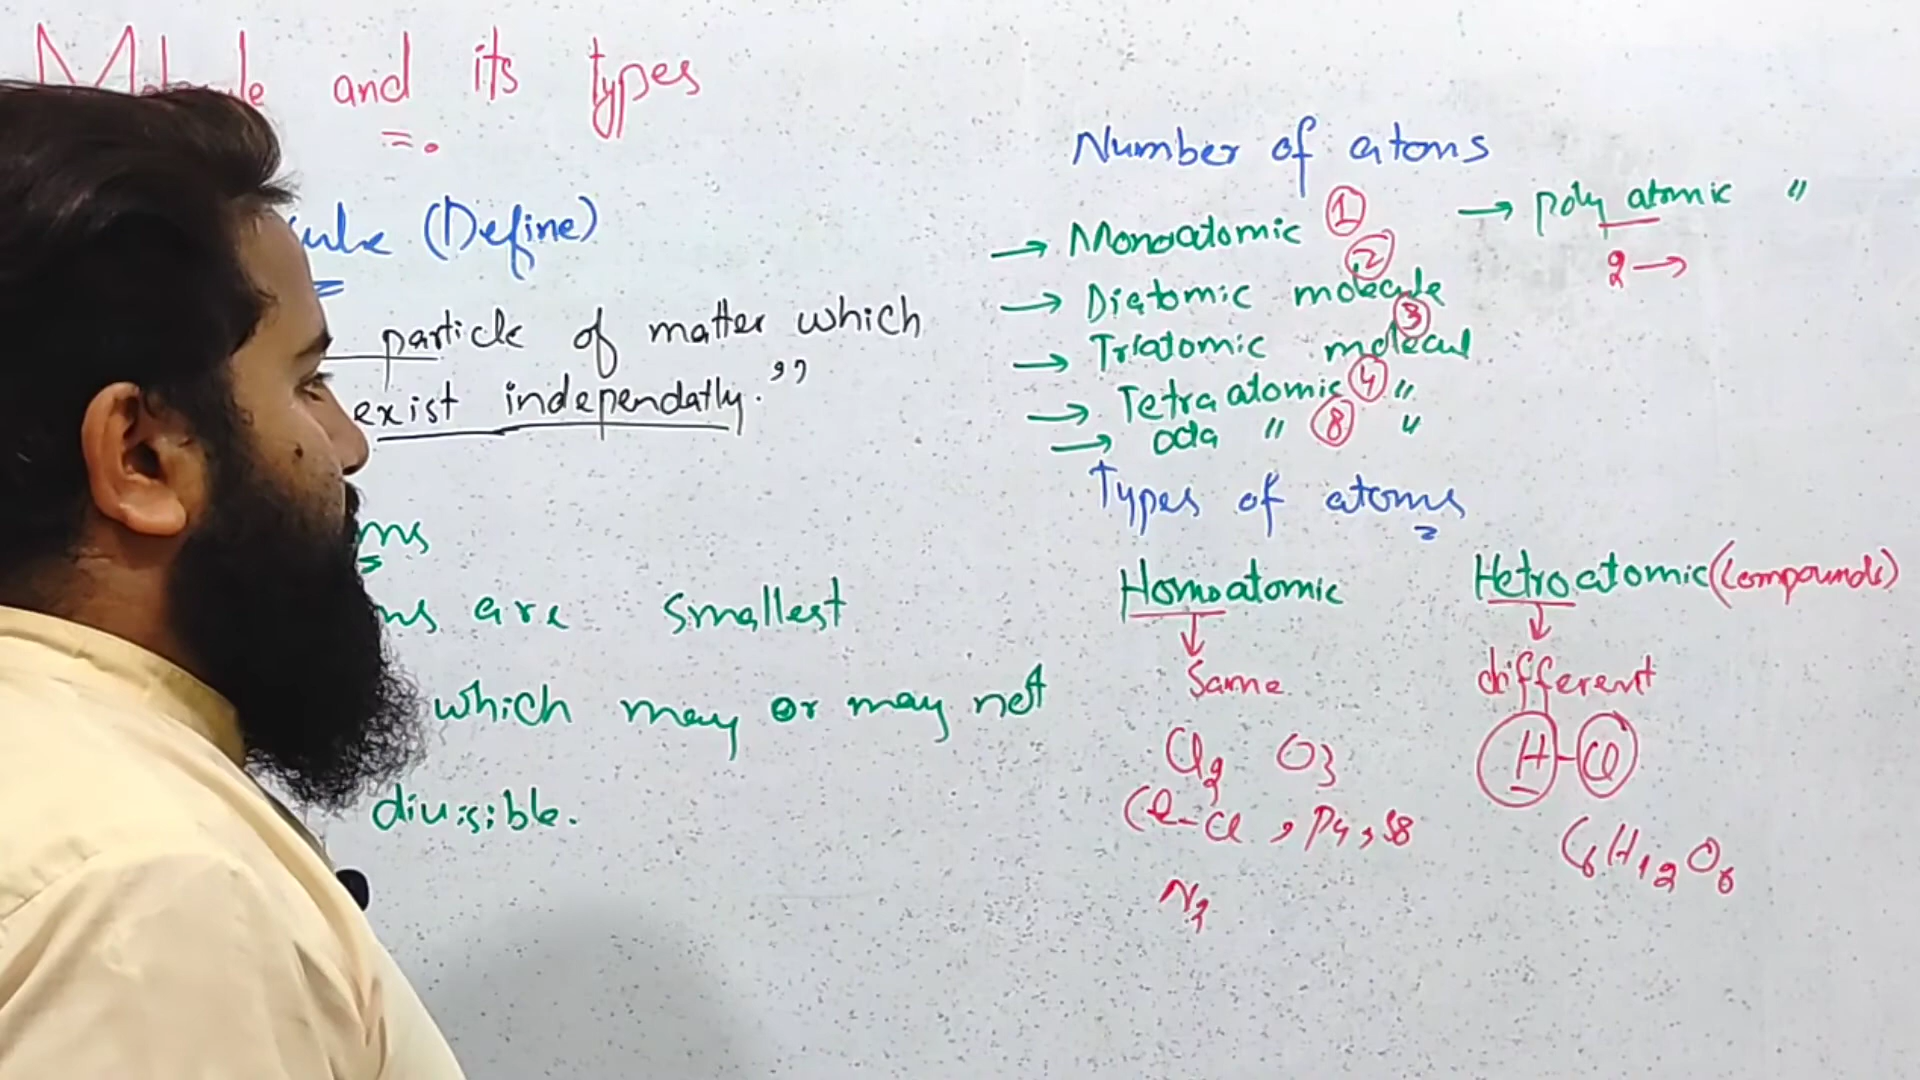 Molecule and its types
(Define)
particle of matter which
exist independatly."
are smallest
which may or may not
divisible.
Number of atoms
→ Monoatomic ①
→ Diatomic molecule ②
→ Triatomic molecul ③
→ Tetra atomic ④ "
→ octa " ⑧ "
→ Poly atomic "
2 →
Types of atoms
Homoatomic
↓
Same
Cl2 O3
Cl-Cl , P4, S8
Hetroatomic (Compounds)
↓
different
H-Cl
C6H12O6